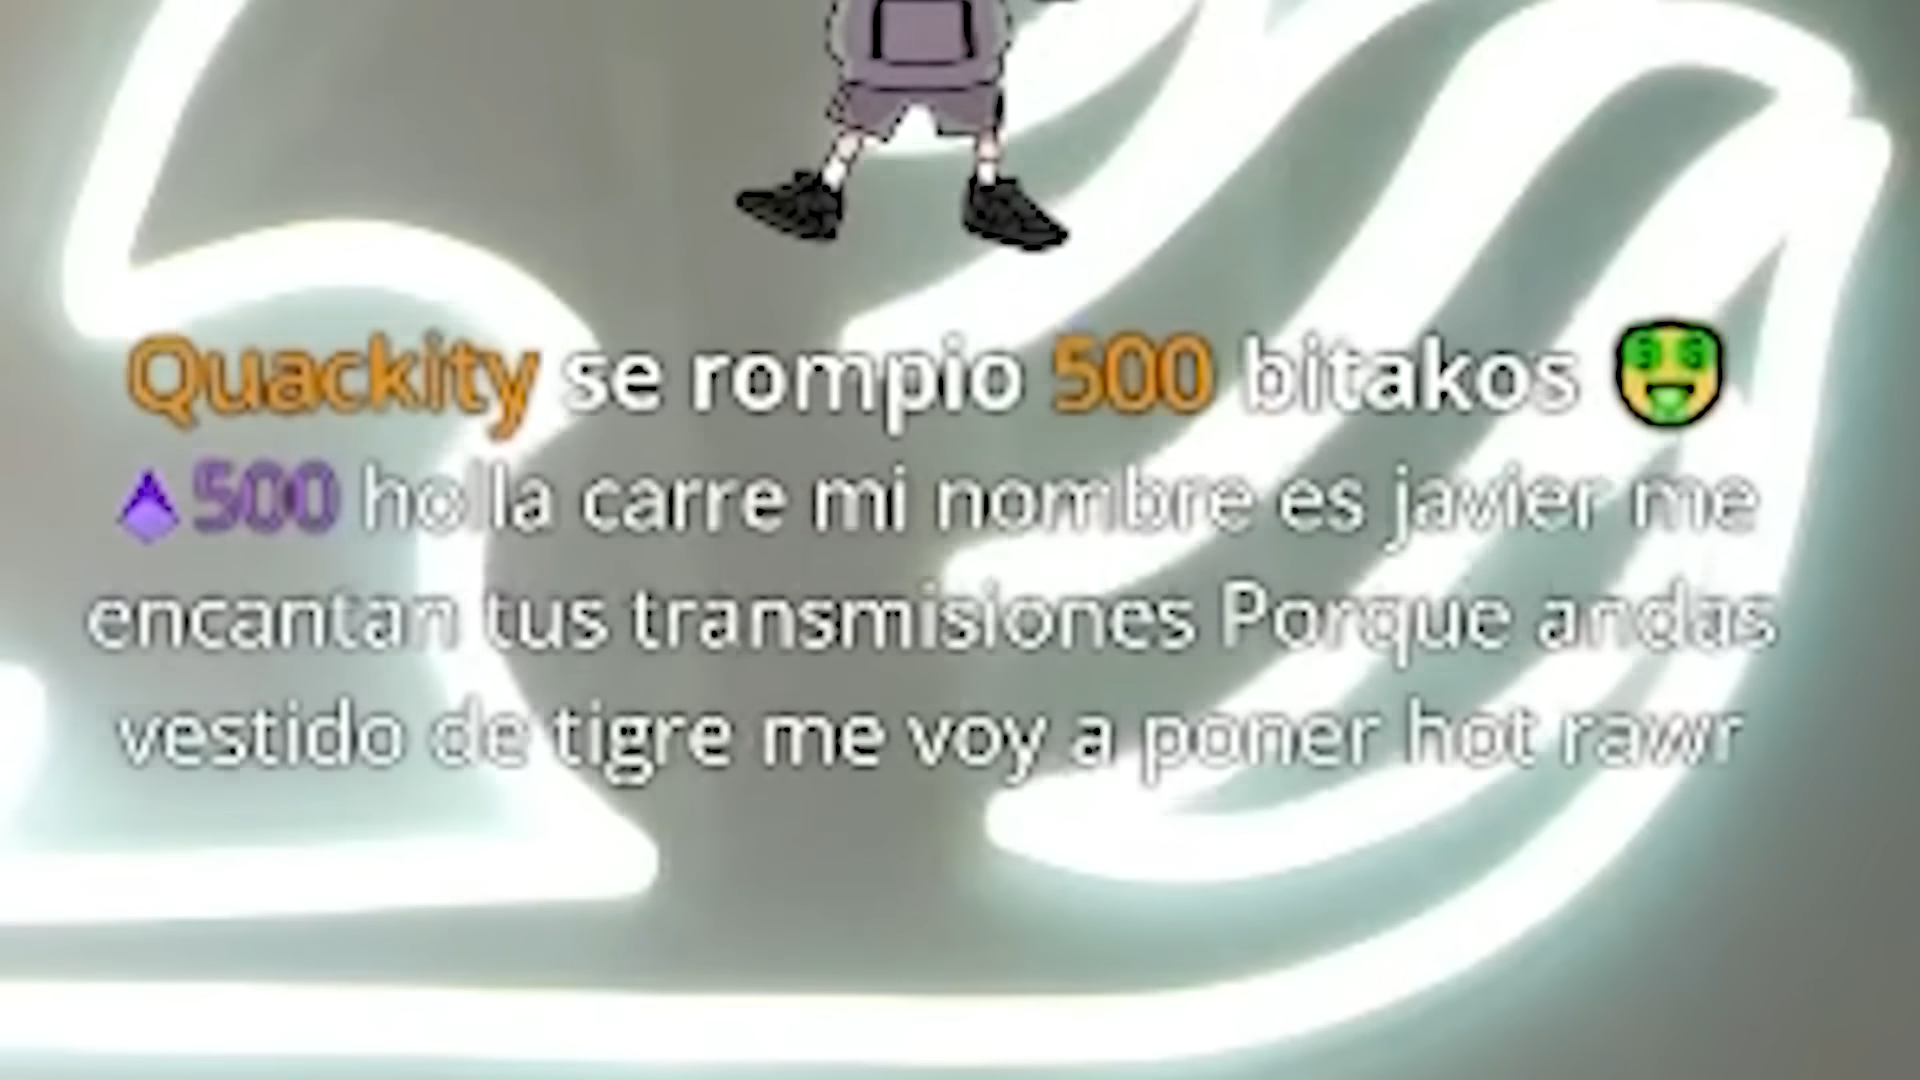 Quackity se rompio 500 bitakos
500 holla carre mi nombre es javier me
encantan tus transmisiones Porque andas
vestido de tigre me voy a poner hot rawr